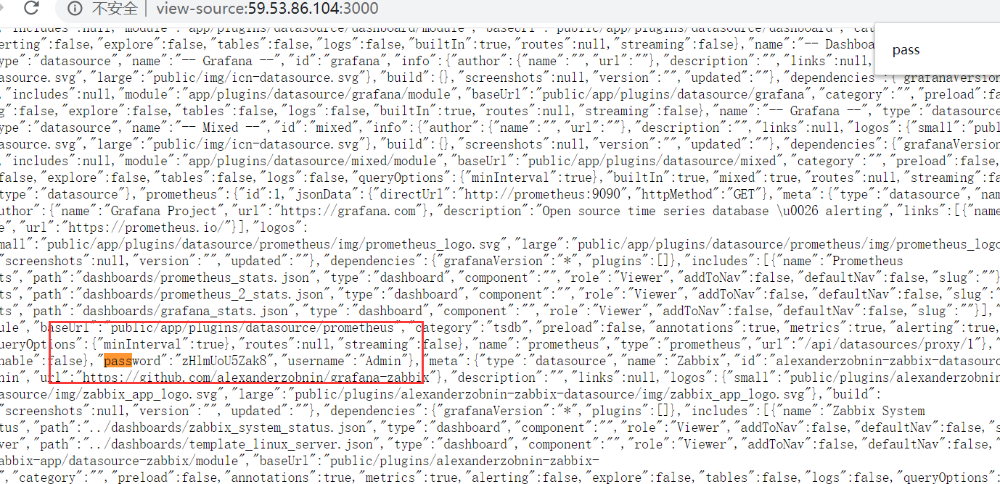 不安全 | view-source:59.53.86.104:3000
pass
,"includes":null,"module":"app/plugins/datasource/dashboard/module","baseUrl":"public/app/plugins/datasource/dashboard","cat
erting":false,"explore":false,"tables":false,"logs":false,"builtIn":true,"routes":null,"streaming":false},"name":"-- Dashboa
ype":"datasource","name":"-- Grafana --","id":"grafana","info":{"author":{"name":"","url":""},"description":"","links":null,
asource.svg","large":"public/img/icn-datasource.svg"},"build":{},"screenshots":null,"version":"","updated":""},"dependencies":{"grafanaVersion
,"includes":null,"module":"app/plugins/datasource/grafana/module","baseUrl":"public/app/plugins/datasource/grafana","category":"","preload":fa
g":false,"explore":false,"tables":false,"logs":false,"builtIn":true,"routes":null,"streaming":false},"name":"-- Grafana --","type":"datasource
ype":"datasource","name":"-- Mixed --","id":"mixed","info":{"author":{"name":"","url":""},"description":"","links":null,"logos":{"small":"publ
asource.svg","large":"public/img/icn-datasource.svg"},"build":{},"screenshots":null,"version":"","updated":""},"dependencies":{"grafanaVersion
,"includes":null,"module":"app/plugins/datasource/mixed/module","baseUrl":"public/app/plugins/datasource/mixed","category":"","preload":false,
false,"explore":false,"tables":false,"logs":false,"queryOptions":{"minInterval":true},"builtIn":true,"mixed":true,"routes":null,"streaming":fa
type":"datasource"},"prometheus":{"id":1,"jsonData":{"directUrl":"http://prometheus:9090","httpMethod":"GET"},"meta":{"type":"datasource","nam
uthor":{"name":"Grafana Project","url":"https://grafana.com"},"description":"Open source time series database \u0026 alerting","links":[{"name
e","url":"https://prometheus.io/"}],"logos":
mall":"public/app/plugins/datasource/prometheus/img/prometheus_logo.svg","large":"public/app/plugins/datasource/prometheus/img/prometheus_logo
"screenshots":null,"version":"","updated":""},"dependencies":{"grafanaVersion":"*","plugins":[]},"includes":[{"name":"Prometheus
ts","path":"dashboards/prometheus_stats.json","type":"dashboard","component":"","role":"Viewer","addToNav":false,"defaultNav":false,"slug":""}
ts","path":"dashboards/prometheus_2_stats.json","type":"dashboard","component":"","role":"Viewer","addToNav":false,"defaultNav":false,"slug":"
ts","path":"dashboards/grafana_stats.json","type":"dashboard","component":"","role":"Viewer","addToNav":false,"defaultNav":false,"slug":""}],"
ule","baseUrl":"public/app/plugins/datasource/prometheus","category":"tsdb","preload":false,"annotations":true,"metrics":true,"alerting":true,
ueryOptions":{"minInterval":true},"routes":null,"streaming":false},"name":"prometheus","type":"prometheus","url":"/api/datasources/proxy/1"},"
nable":false},"password":"zHlmUoU5Zak8","username":"Admin"},"meta":{"type":"datasource","name":"Zabbix","id":"alexanderzobnin-zabbix-datasourc
nin","url":"https://github.com/alexanderzobnin/grafana-zabbix"},"description":"","links":null,"logos":{"small":"public/plugins/alexanderzobnin
asource/img/zabbix_app_logo.svg","large":"public/plugins/alexanderzobnin-zabbix-datasource/img/zabbix_app_logo.svg"},"build":
"screenshots":null,"version":"","updated":""},"dependencies":{"grafanaVersion":"*","plugins":[]},"includes":[{"name":"Zabbix System
tus","path":"../dashboards/zabbix_system_status.json","type":"dashboard","component":"","role":"Viewer","addToNav":false,"defaultNav":false,"s
ver","path":"../dashboards/template_linux_server.json","type":"dashboard","component":"","role":"Viewer","addToNav":false,"defaultNav":false,"
abbix-app/datasource-zabbix/module","baseUrl":"public/plugins/alexanderzobnin-zabbix-
","category":"","preload":false,"annotations":true,"metrics":true,"alerting":false,"explore":false,"tables":false,"logs":false,"queryOptions":